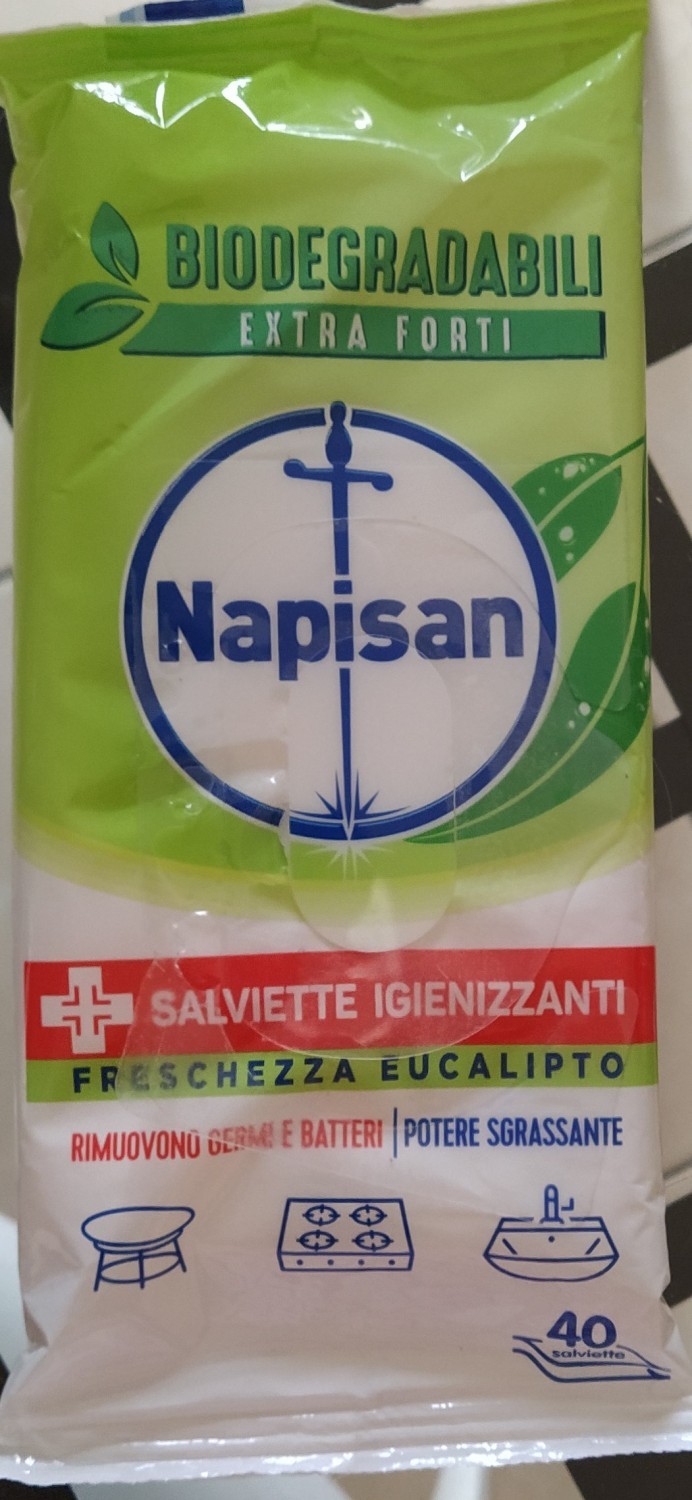 BIODEGRADABILI
EXTRA FORTI
Napisan
SALVIETTE IGIENIZZANTI
FRESCHEZZA EUCALIPTO
RIMUOVONO GERMI E BATTERI | POTERE SGRASSANTE
40
salviette